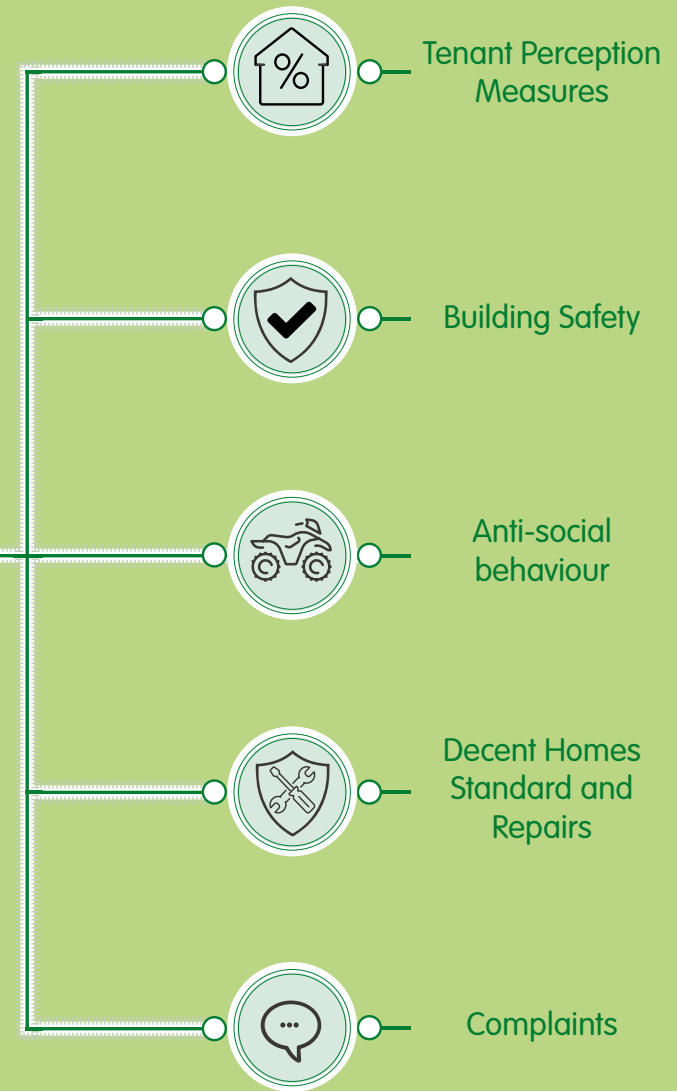 %
Tenant Perception
Measures
Building Safety
Anti-social
behaviour
Decent Homes
Standard and
Repairs
Complaints